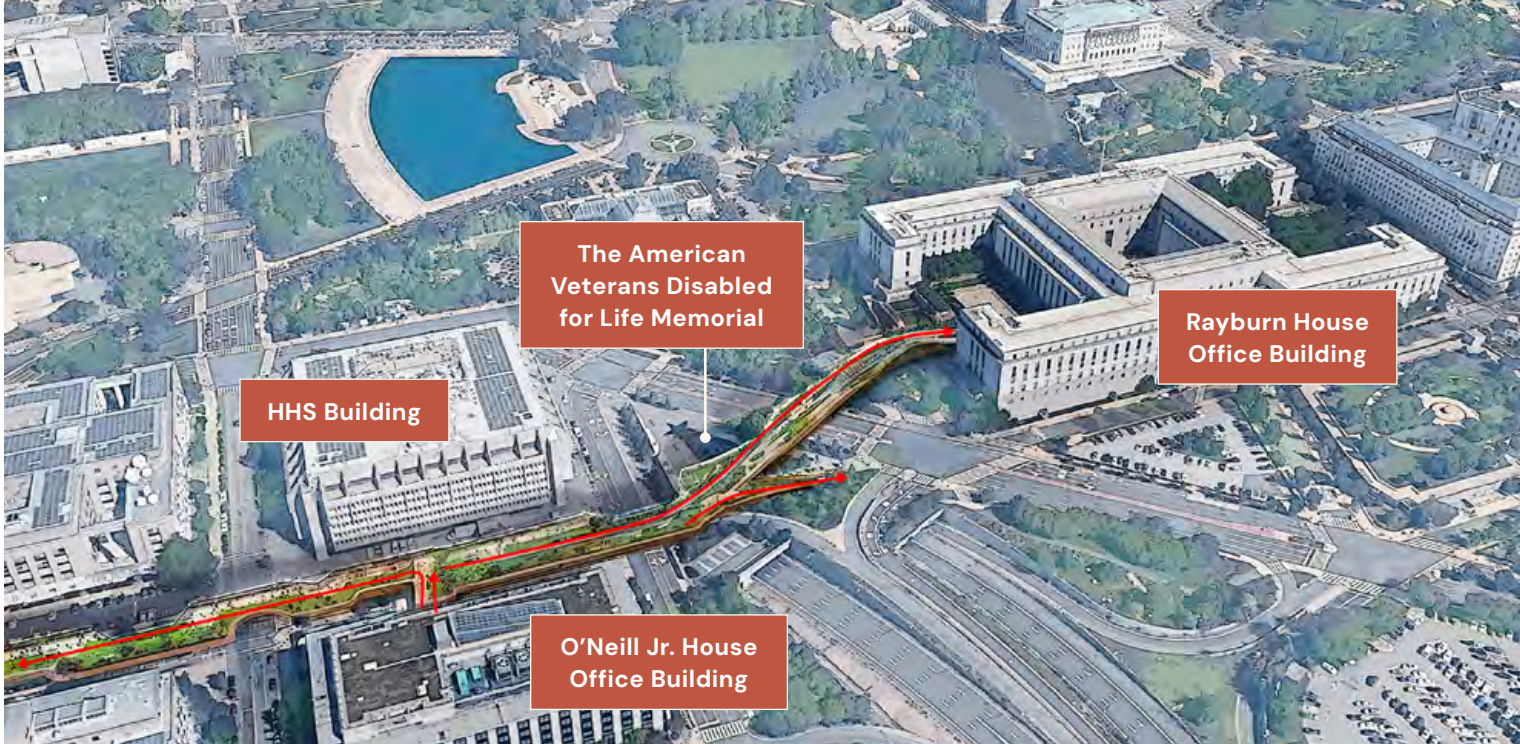 The American
Veterans Disabled
for Life Memorial
Rayburn House
Office Building
HHS Building
O’Neill Jr. House
Office Building